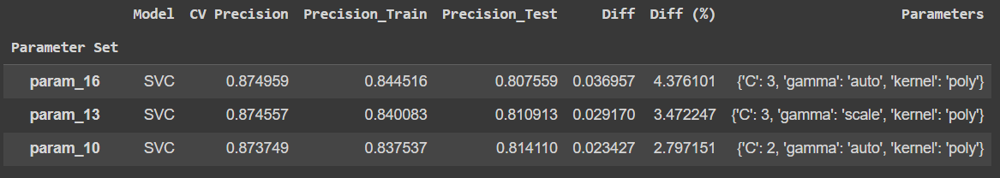 Model CV Precision Precision_Train Precision_Test Diff Diff (%) Parameters
Parameter Set
param_16 SVC 0.874959 0.844516 0.807559 0.036957 4.376101 {'C': 3, 'gamma': 'auto', 'kernel': 'poly'}
param_13 SVC 0.874557 0.840083 0.810913 0.029170 3.472247 {'C': 3, 'gamma': 'scale', 'kernel': 'poly'}
param_10 SVC 0.873749 0.837537 0.814110 0.023427 2.797151 {'C': 2, 'gamma': 'auto', 'kernel': 'poly'}